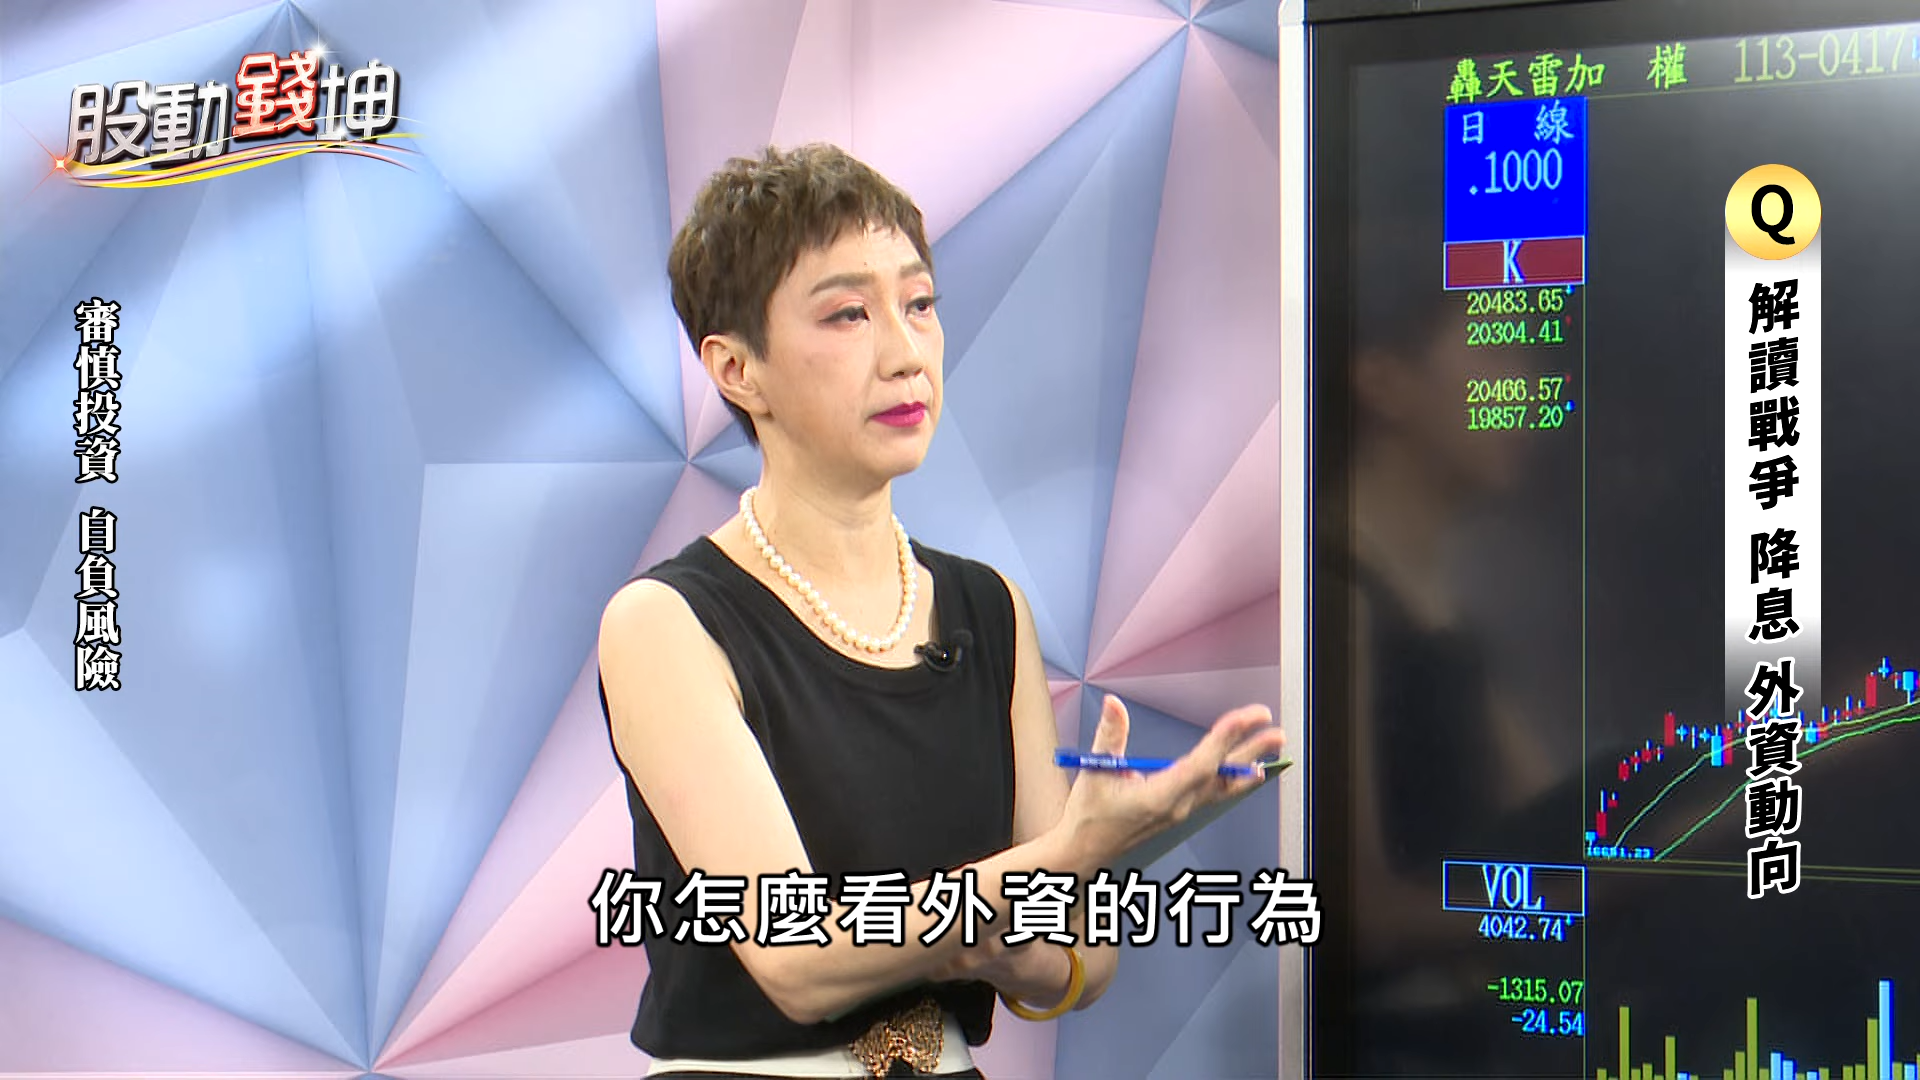 股動錢坤
審慎投資 自負風險
轟天雷加 權 113-0417
日 線
.1000
K
20483.65
20304.41
20466.57
19857.20
Q
解讀戰爭 降息 外資動向
VOL
4042.74
-1315.07
-24.54
你怎麼看外資的行為